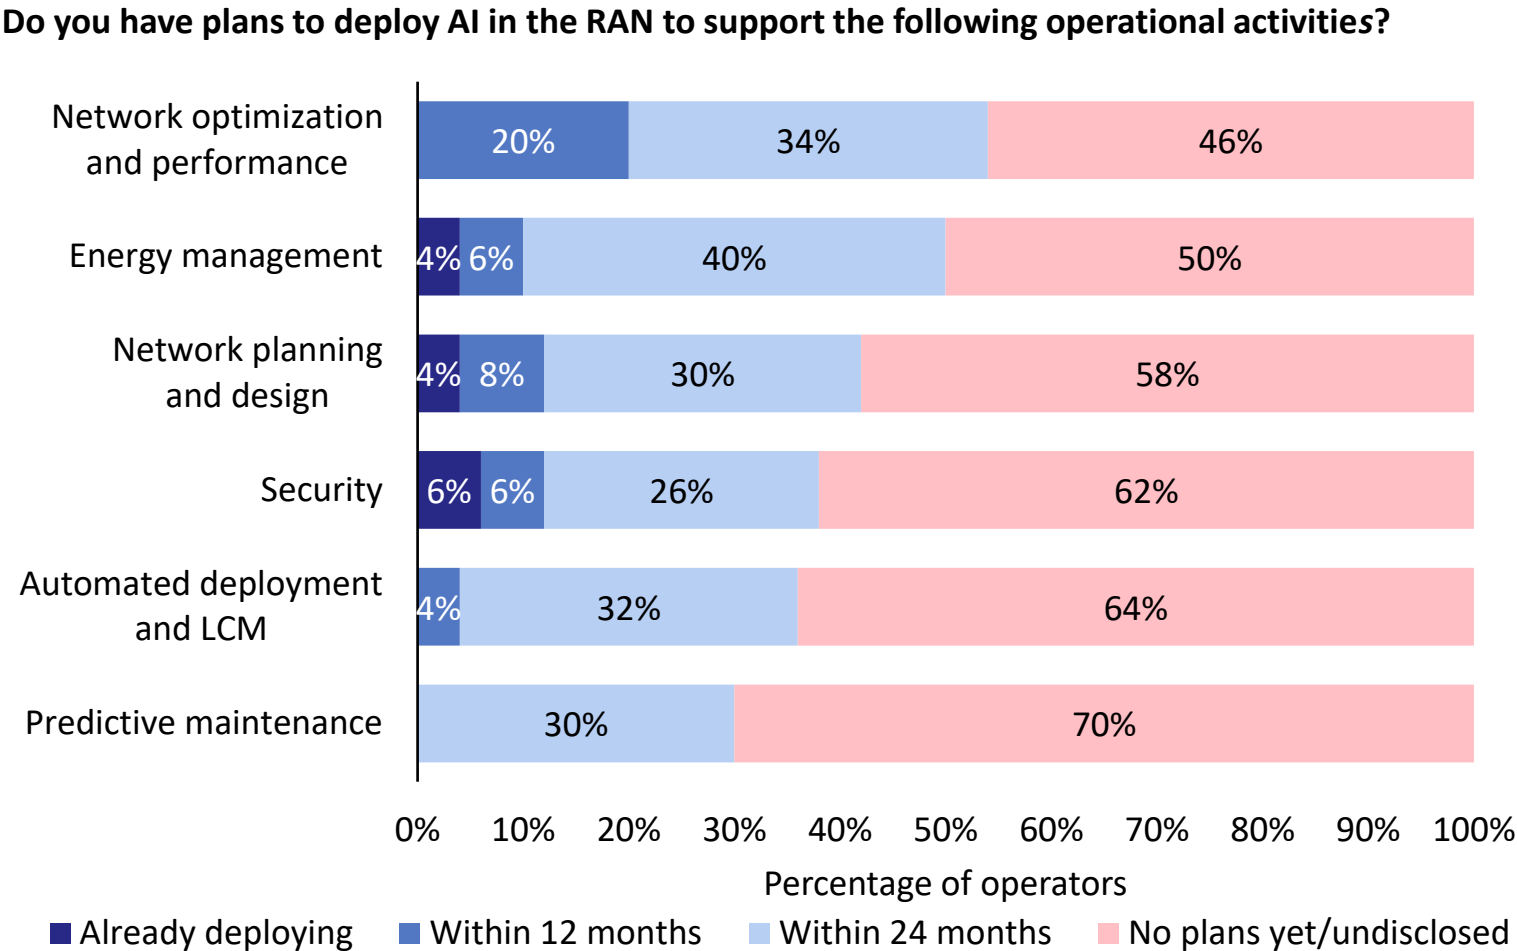 Do you have plans to deploy AI in the RAN to support the following operational activities?
Network optimization
and performance
20% 34% 46%
Energy management
4% 6% 40% 50%
Network planning
and design
4% 8% 30% 58%
Security
6% 6% 26% 62%
Automated deployment
and LCM
4% 32% 64%
Predictive maintenance
30% 70%
0% 10% 20% 30% 40% 50% 60% 70% 80% 90% 100%
Percentage of operators
Already deploying Within 12 months Within 24 months No plans yet/undisclosed